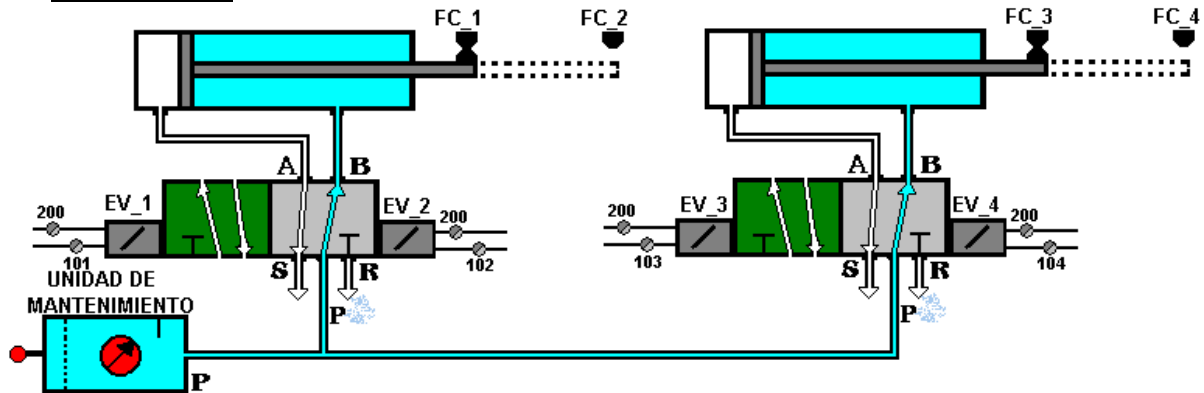 FC_1 FC_2 FC_3 FC_4
A B A B
EV_1 EV_2 EV_3 EV_4
200 200 200 200
101 102 103 104
S R S R
UNIDAD DE
MANTENIMIENTO
P P
P